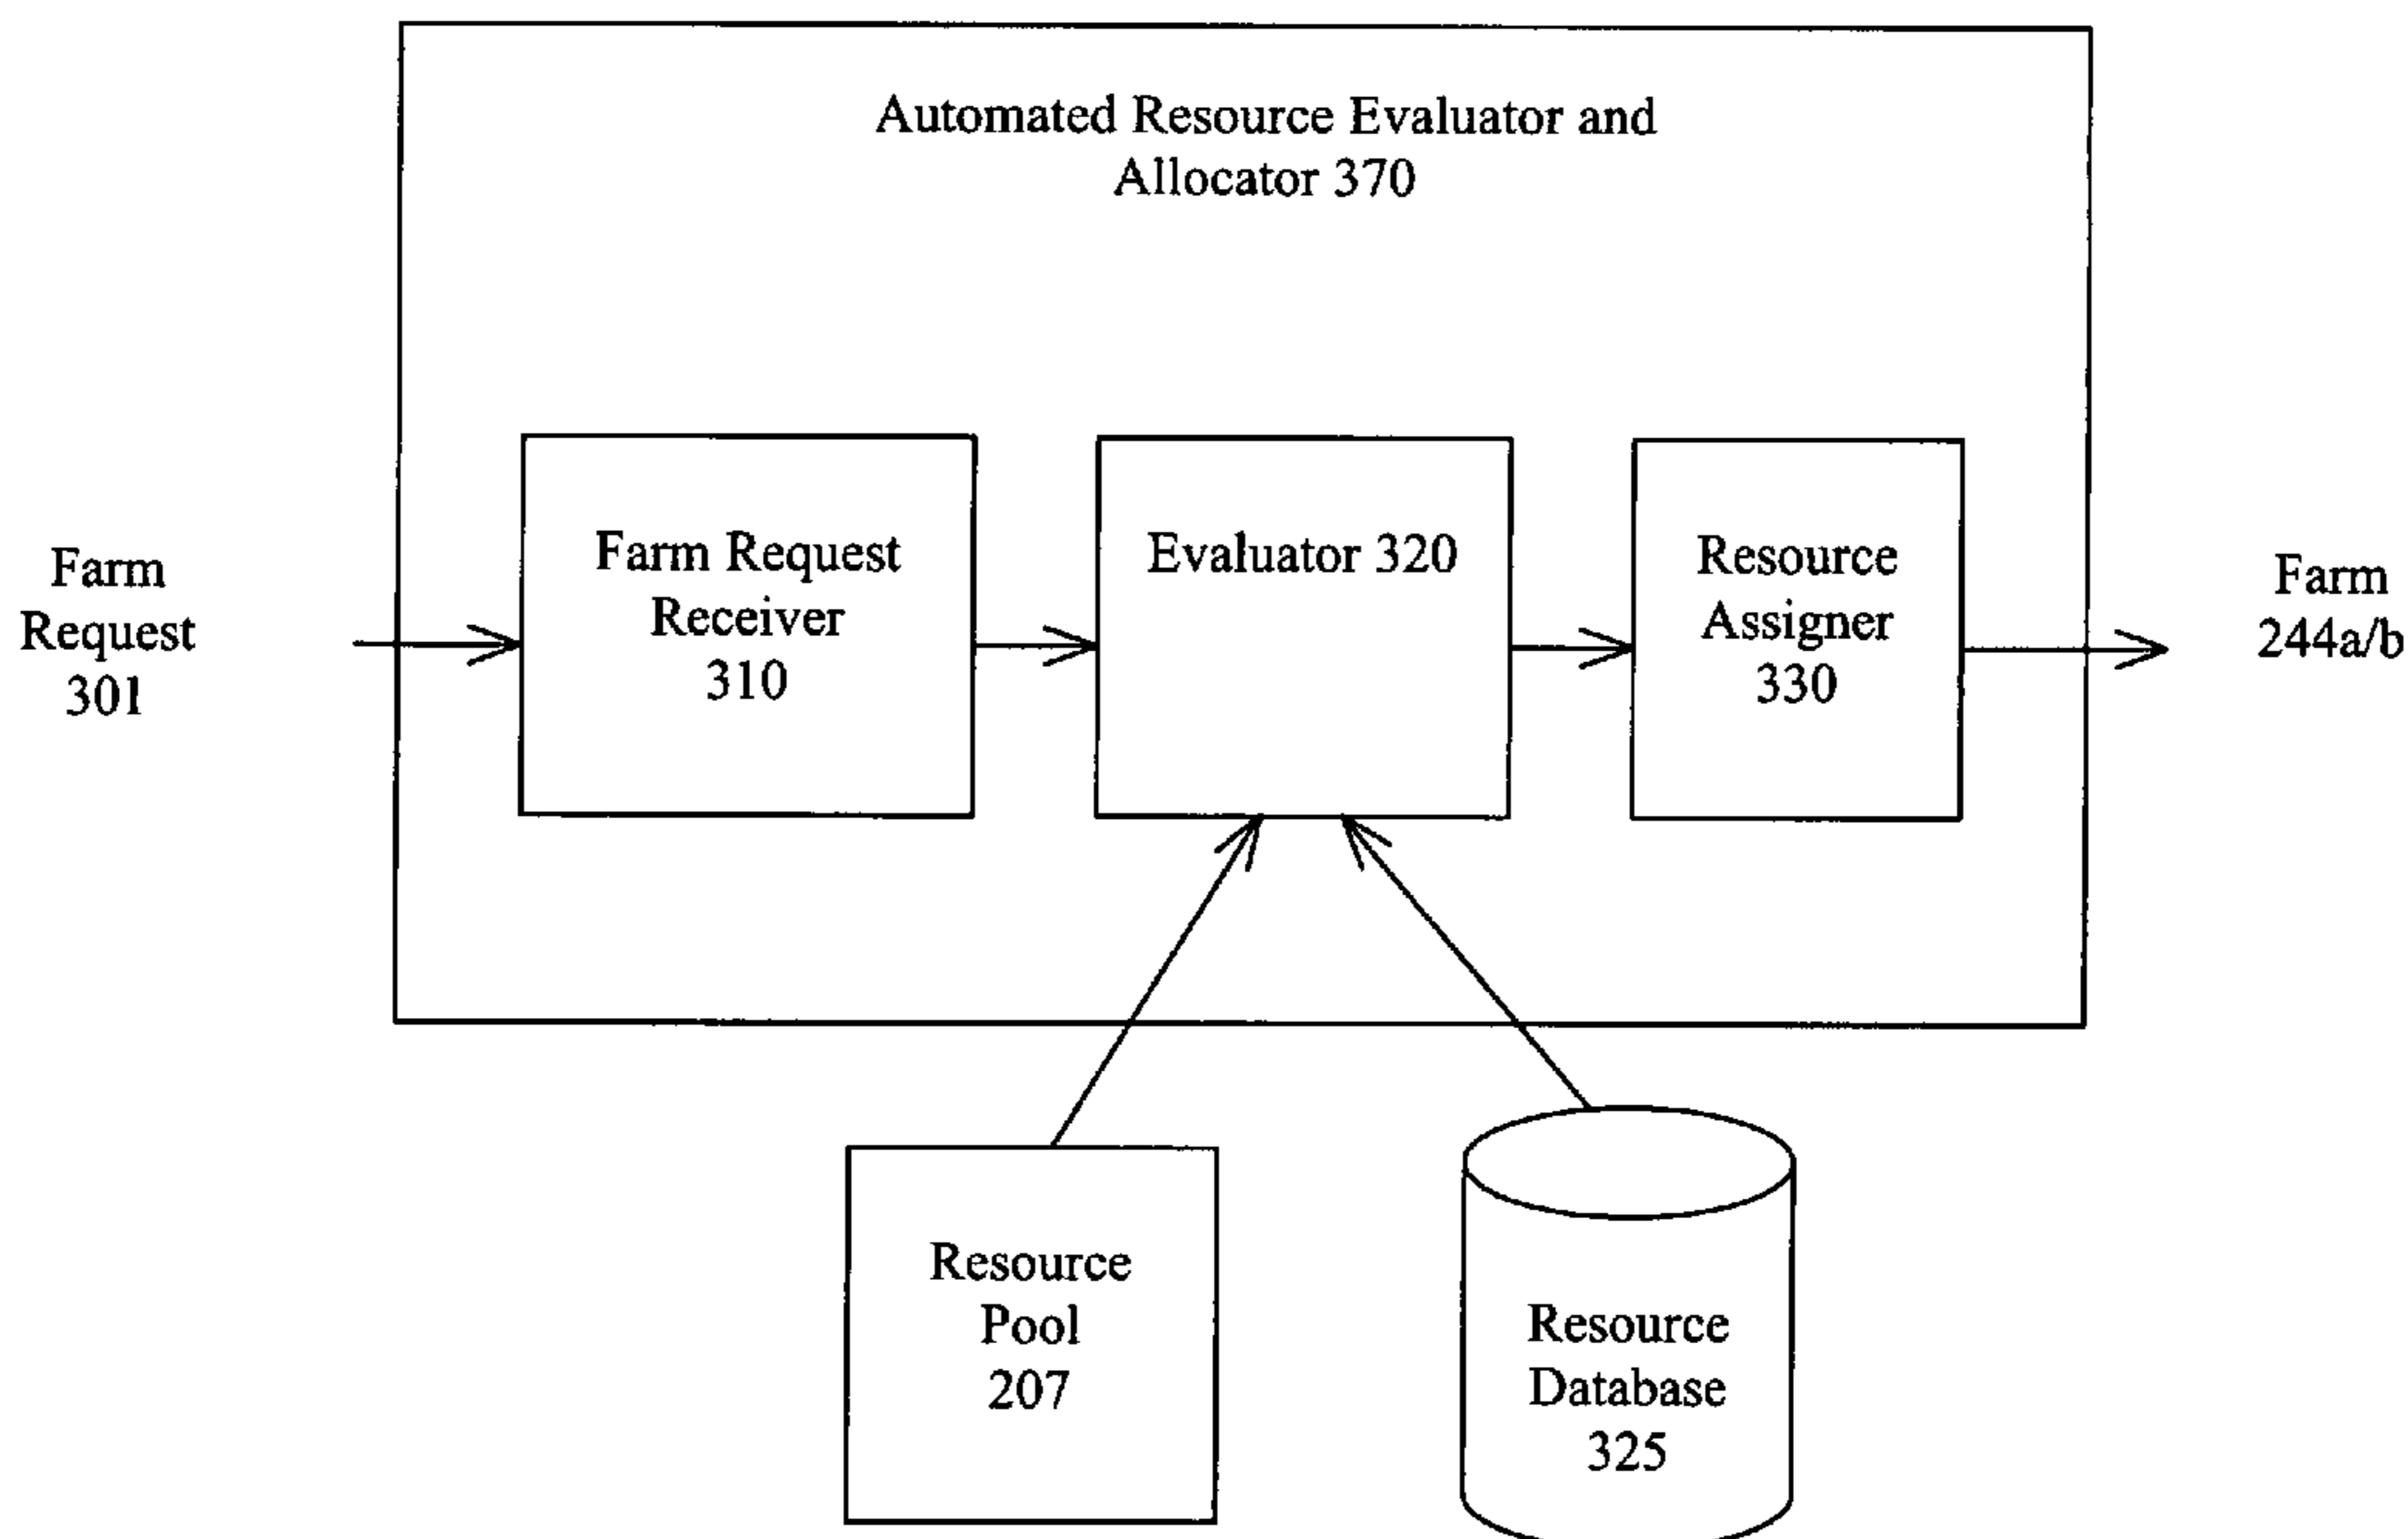 Automated Resource Evaluator and
Allocator 370
Farm
Request
301
Farm Request
Receiver
310
Evaluator 320
Resource
Assigner
330
Farm
244a/b
Resource
Pool
207
Resource
Database
325